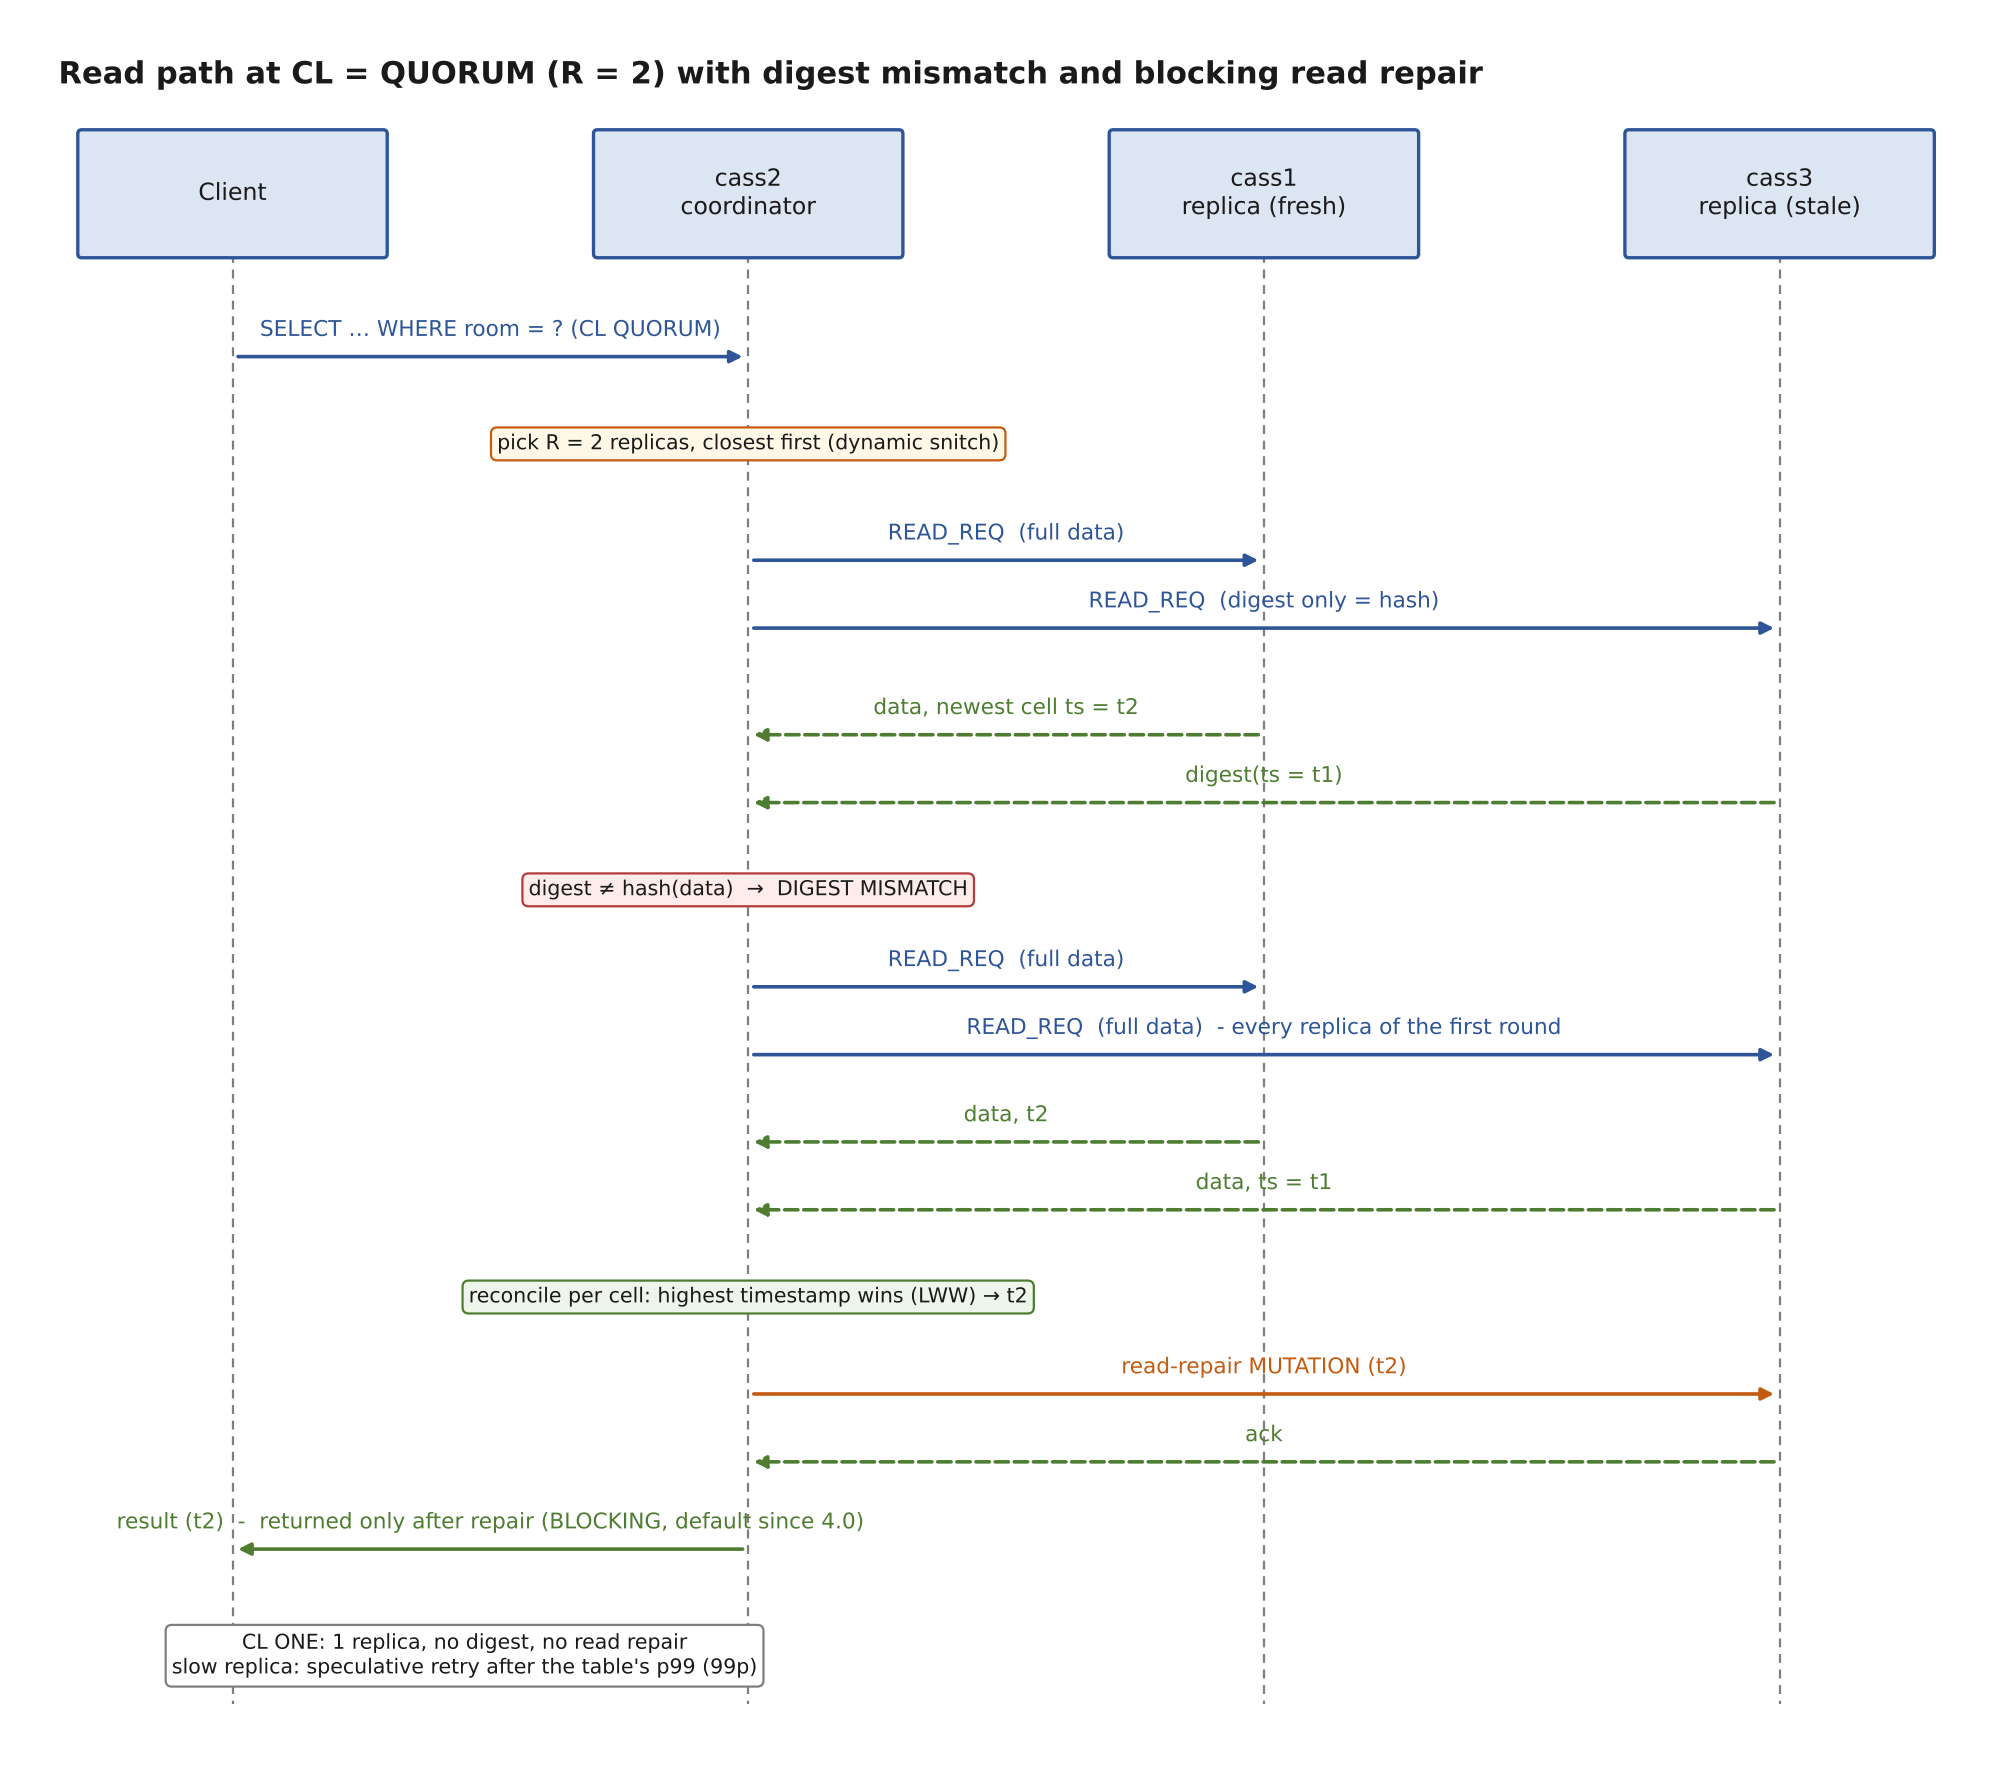 Read path at CL = QUORUM (R = 2) with digest mismatch and blocking read repair
Client
cass2
coordinator
cass1
replica (fresh)
cass3
replica (stale)
SELECT ... WHERE room = ? (CL QUORUM)
pick R = 2 replicas, closest first (dynamic snitch)
READ_REQ  (full data)
READ_REQ  (digest only = hash)
data, newest cell ts = t2
digest(ts = t1)
digest ≠ hash(data)  →  DIGEST MISMATCH
READ_REQ  (full data)
READ_REQ  (full data)  - every replica of the first round
data, t2
data, ts = t1
reconcile per cell: highest timestamp wins (LWW) → t2
read-repair MUTATION (t2)
ack
result (t2)  -  returned only after repair (BLOCKING, default since 4.0)
CL ONE: 1 replica, no digest, no read repair
slow replica: speculative retry after the table's p99 (99p)